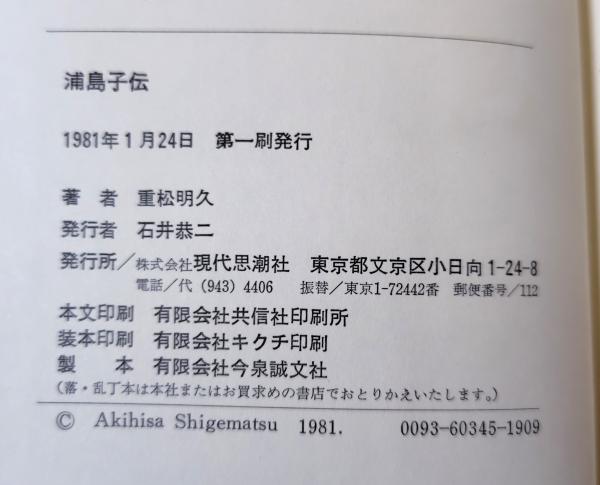 浦島子伝
1981年1月24日 第一刷発行
著 者 重松明久
発行者 石井恭二
発行所／株式会社現代思潮社 東京都文京区小日向1-24-8
電話／代(943)4406 振替／東京1-72442番 郵便番号／112
本文印刷 有限会社共信社印刷所
装本印刷 有限会社キクチ印刷
製 本 有限会社今泉誠文社
(落・乱丁本は本社またはお買求めの書店でおとりかえいたします。)
© Akihisa Shigematsu 1981. 0093-60345-1909